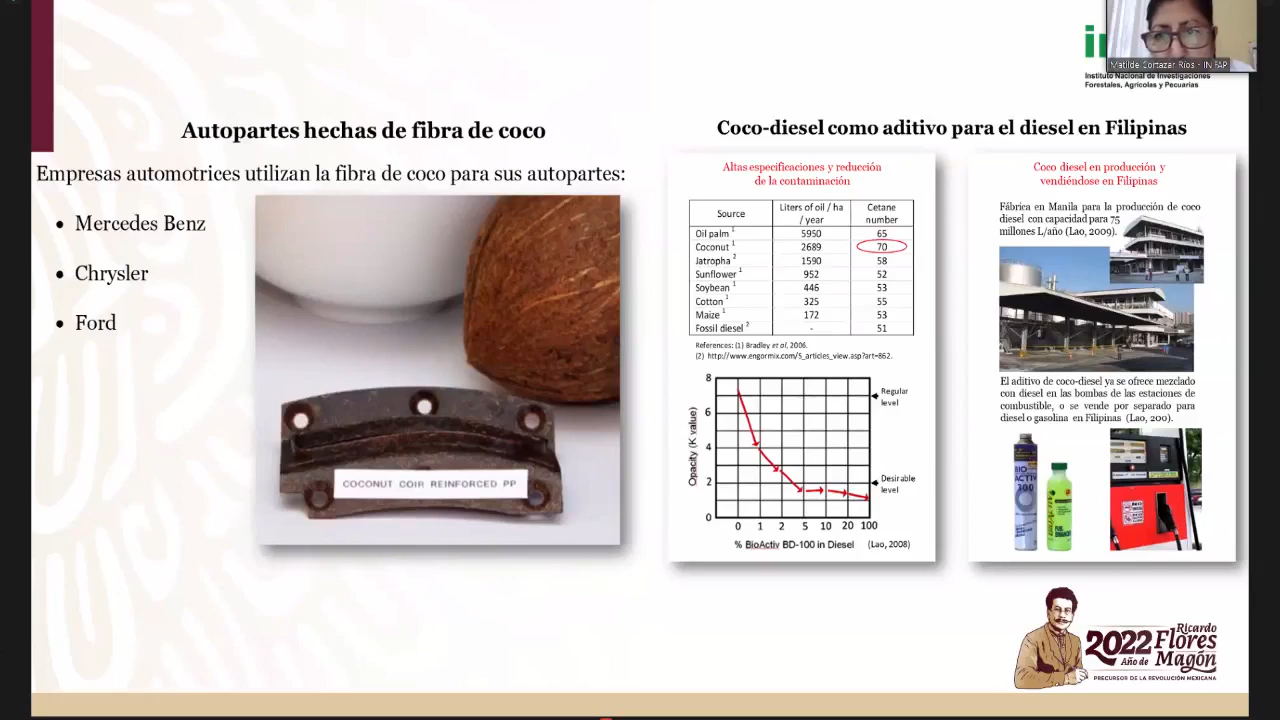 Matilde Cortazar Ríos - INIFAP
Instituto Nacional de Investigaciones
Forestales, Agrícolas y Pecuarias
Autopartes hechas de fibra de coco
Empresas automotrices utilizan la fibra de coco para sus autopartes:
• Mercedes Benz
• Chrysler
• Ford
COCONUT COIR REINFORCED PP
Coco-diesel como aditivo para el diesel en Filipinas
Altas especificaciones y reducción
de la contaminación
Source Liters of oil / ha / year Cetane number
Oil palm 1 5950 65
Coconut 1 2689 70
Jatropha 2 1590 58
Sunflower 1 952 52
Soybean 1 446 53
Cotton 1 325 55
Maize 1 172 53
Fossil diesel 2 - 51
References: (1) Bradley et al, 2006.
(2) http://www.engormix.com/S_articles_view.asp?art=862.
Opacity (K value)
8
6
4
2
0
Regular
level
Desirable
level
0 1 2 5 10 20 100
% BioActiv BD-100 in Diesel (Lao, 2008)
Coco diesel en producción y
vendiéndose en Filipinas
Fábrica en Manila para la producción de coco
diesel con capacidad para 75
millones L/año (Lao, 2009).
El aditivo de coco-diesel ya se ofrece mezclado
con diesel en las bombas de las estaciones de
combustible, o se vende por separado para
diesel o gasolina en Filipinas (Lao, 200).
BIO
ACTIV
2022 Ricardo
Flores
Año de Magón
PRECURSOR DE LA REVOLUCIÓN MEXICANA